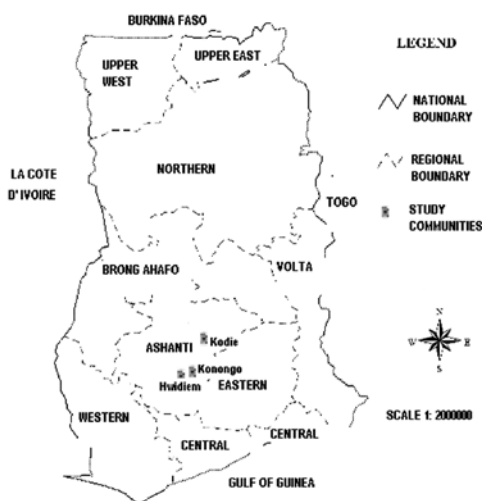 BURKINA FASO
LEGEND
UPPER EAST
UPPER
WEST
NATIONAL
BOUNDARY
LA COTE
D'IVOIRE
NORTHERN
REGIONAL
BOUNDARY
TOGO
STUDY
COMMUNITIES
BRONG AHAFO
VOLTA
N
W E
S
ASHANTI
Kodie
Konongo
Hwidiem
EASTERN
WESTERN
CENTRAL
CENTRAL
SCALE 1: 2000000
GULF OF GUINEA